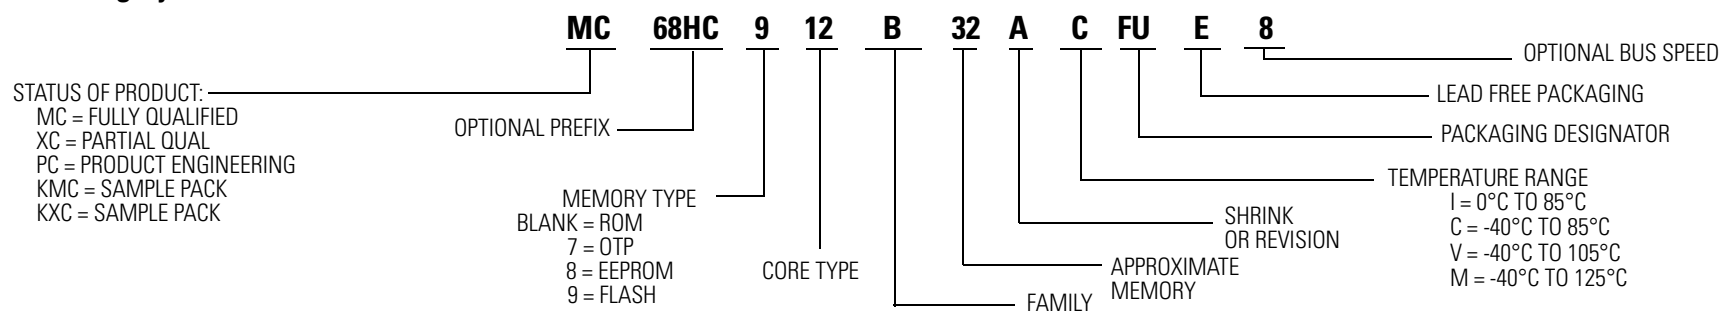 MC 68HC 9 12 B 32 A C FU E 8
OPTIONAL BUS SPEED
LEAD FREE PACKAGING
PACKAGING DESIGNATOR
TEMPERATURE RANGE
I = 0°C TO 85°C
C = -40°C TO 85°C
V = -40°C TO 105°C
M = -40°C TO 125°C
SHRINK
OR REVISION
APPROXIMATE
MEMORY
FAMILY
CORE TYPE
MEMORY TYPE
BLANK = ROM
7 = OTP
8 = EEPROM
9 = FLASH
OPTIONAL PREFIX
STATUS OF PRODUCT:
MC = FULLY QUALIFIED
XC = PARTIAL QUAL
PC = PRODUCT ENGINEERING
KMC = SAMPLE PACK
KXC = SAMPLE PACK